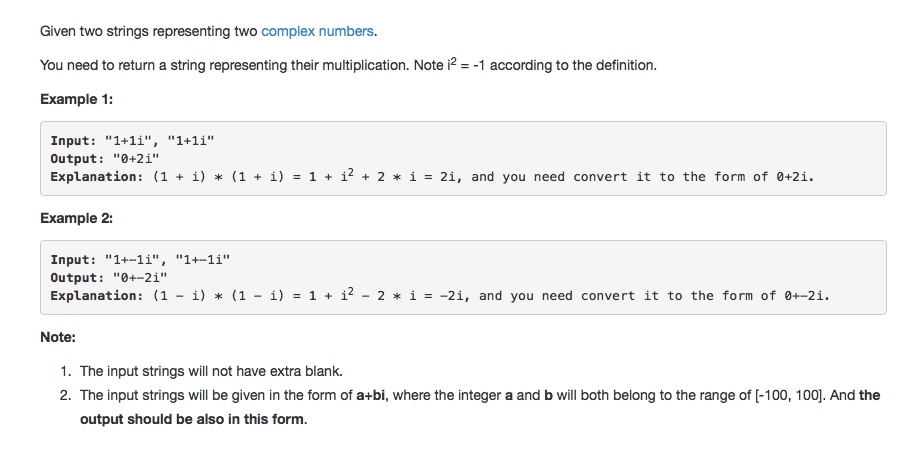 Given two strings representing two complex numbers.
You need to return a string representing their multiplication. Note i² = -1 according to the definition.
Example 1:
Input: "1+1i", "1+1i"
Output: "0+2i"
Explanation: (1 + i) * (1 + i) = 1 + i² + 2 * i = 2i, and you need convert it to the form of 0+2i.
Example 2:
Input: "1+-1i", "1+-1i"
Output: "0+-2i"
Explanation: (1 - i) * (1 - i) = 1 + i² - 2 * i = -2i, and you need convert it to the form of 0+-2i.
Note:
1. The input strings will not have extra blank.
2. The input strings will be given in the form of a+bi, where the integer a and b will both belong to the range of [-100, 100]. And the
output should be also in this form.